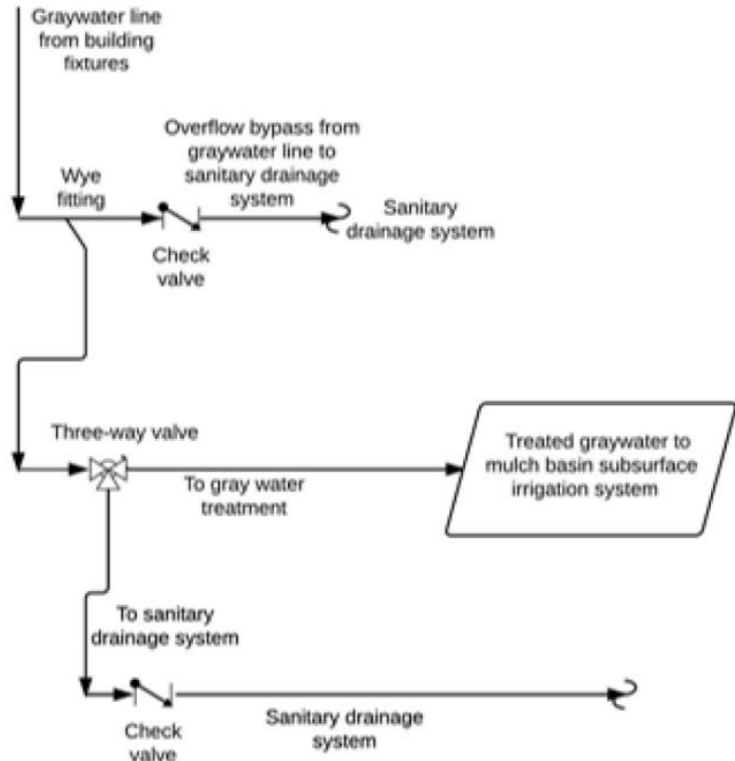 Graywater line
from building
fixtures
Overflow bypass from
graywater line to
sanitary drainage
system
Wye
fitting
Sanitary
drainage system
Check
valve
Three-way valve
To gray water
treatment
Treated graywater to
mulch basin subsurface
irrigation system
To sanitary
drainage system
Check
valve
Sanitary drainage
system